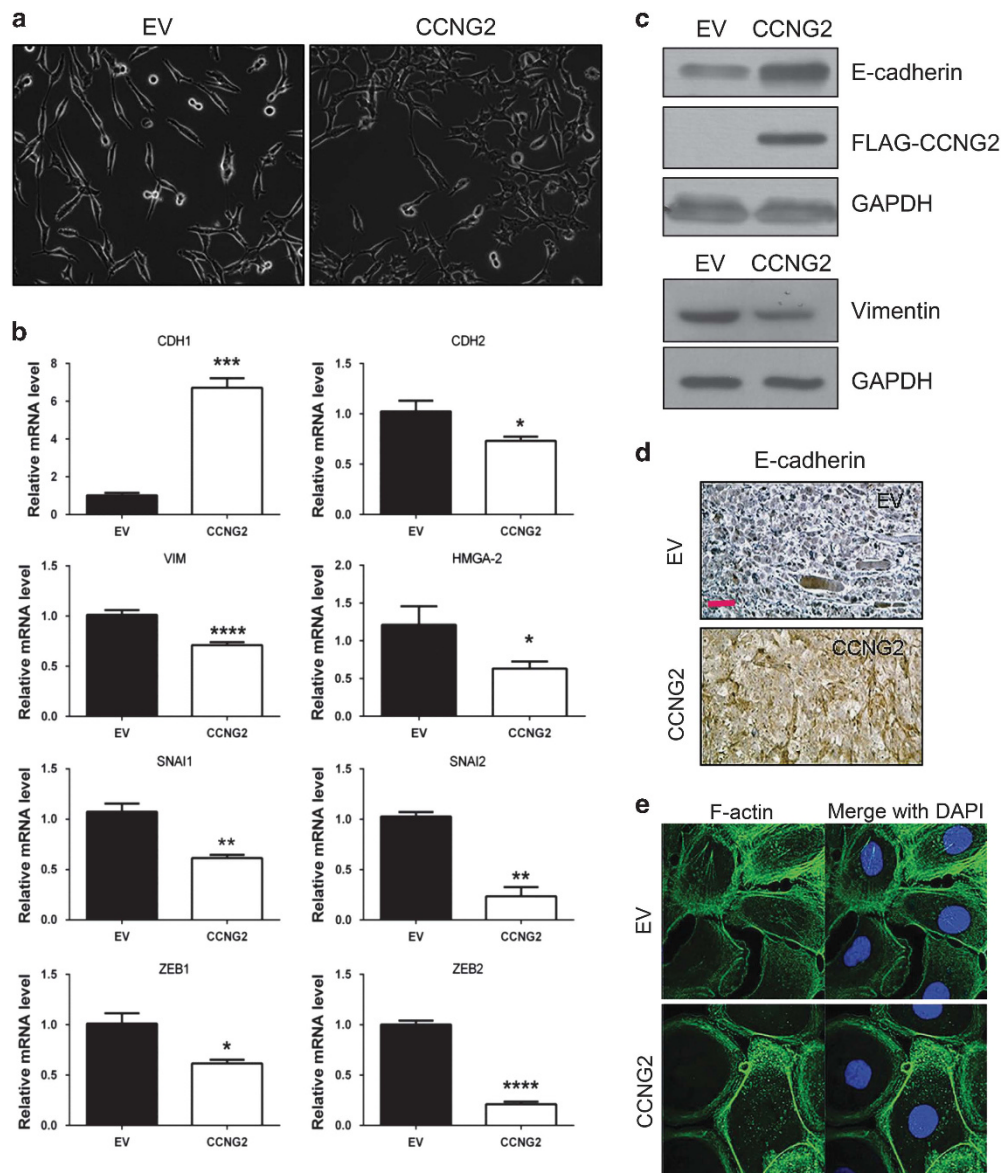 a
EV CCNG2
b
CDH1
Relative mRNA level
8
6
4
2
0
EV CCNG2
***
CDH2
Relative mRNA level
1.5
1.0
0.5
0.0
EV CCNG2
*
VIM
Relative mRNA level
1.5
1.0
0.5
0.0
EV CCNG2
****
HMGA-2
Relative mRNA level
2.0
1.5
1.0
0.5
0.0
EV CCNG2
*
SNAI1
Relative mRNA level
1.5
1.0
0.5
0.0
EV CCNG2
**
SNAI2
Relative mRNA level
1.5
1.0
0.5
0.0
EV CCNG2
**
ZEB1
Relative mRNA level
1.5
1.0
0.5
0.0
EV CCNG2
*
ZEB2
Relative mRNA level
1.5
1.0
0.5
0.0
EV CCNG2
****
c
EV CCNG2
E-cadherin
FLAG-CCNG2
GAPDH
EV CCNG2
Vimentin
GAPDH
d
E-cadherin
EV
EV
CCNG2
CCNG2
e
F-actin Merge with DAPI
EV
CCNG2